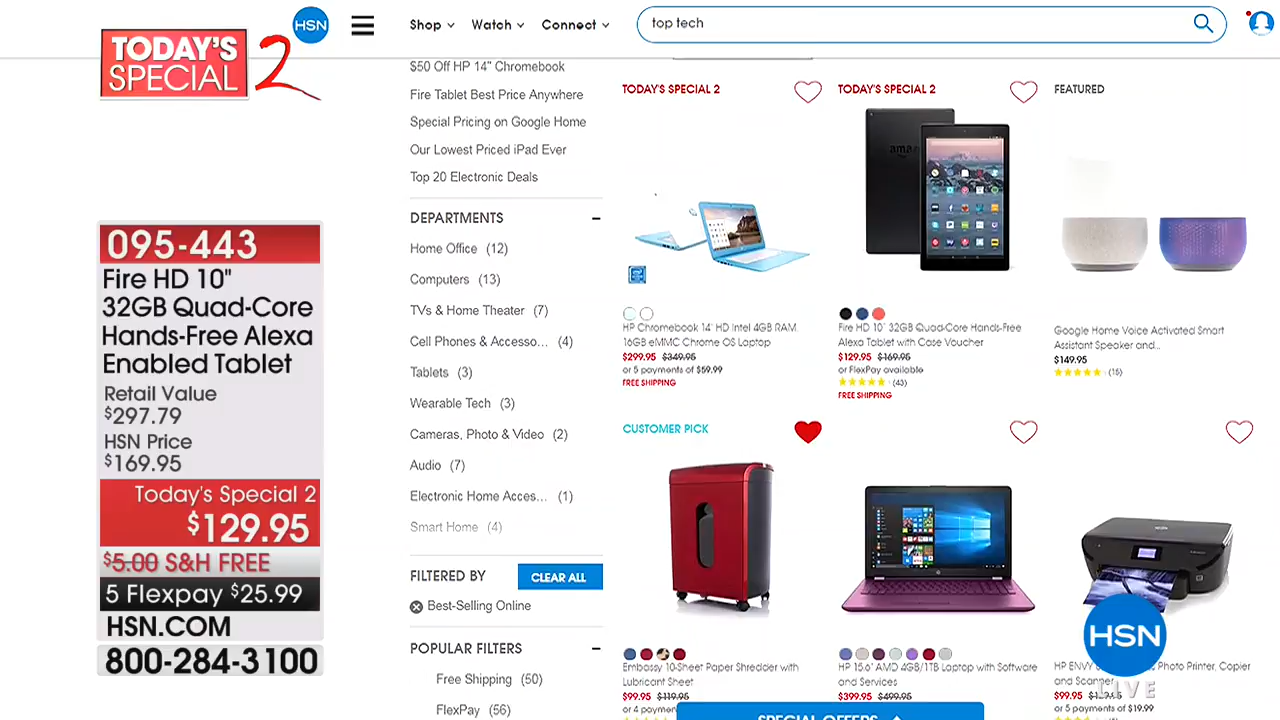 TODAY'S
SPECIAL 2
HSN
Shop
Watch
Connect
top tech
095-443
Fire HD 10"
32GB Quad-Core
Hands-Free Alexa
Enabled Tablet
Retail Value
$297.79
HSN Price
$169.95
Today's Special 2
$129.95
$5.00 S&H FREE
5 Flexpay $25.99
HSN.COM
800-284-3100
$50 Off HP 14" Chromebook
Fire Tablet Best Price Anywhere
Special Pricing on Google Home
Our Lowest Priced iPad Ever
Top 20 Electronic Deals
DEPARTMENTS
Home Office (12)
Computers (13)
TVs & Home Theater (7)
Cell Phones & Accesso... (4)
Tablets (3)
Wearable Tech (3)
Cameras, Photo & Video (2)
Audio (7)
Electronic Home Acces... (1)
Smart Home (4)
FILTERED BY
CLEAR ALL
Best-Selling Online
POPULAR FILTERS
Free Shipping (50)
FlexPay (56)
TODAY'S SPECIAL 2
HP Chromebook 14" HD Intel 4GB RAM
16GB eMMC Chrome OS Laptop
$299.95 $349.95
or 5 payments of $59.99
FREE SHIPPING
TODAY'S SPECIAL 2
Fire HD 10" 32GB Quad-Core Hands-Free
Alexa Tablet with Case Voucher
$129.95 $169.95
or FlexPay available
(43)
FREE SHIPPING
FEATURED
Google Home Voice Activated Smart
Assistant Speaker and...
$149.95
(15)
CUSTOMER PICK
Embassy 10-Sheet Paper Shredder with
Lubricant Sheet
$99.95 $119.95
or 4 paymen
HP 15.6" AMD 4GB/1TB Laptop with Software
and Services
$399.95 $499.95
HP ENVY Photo Printer, Copier
and Scanner
$99.95 $129.95
or 5 payments of $19.99
HSN
LIVE
SPECIAL OFFERS